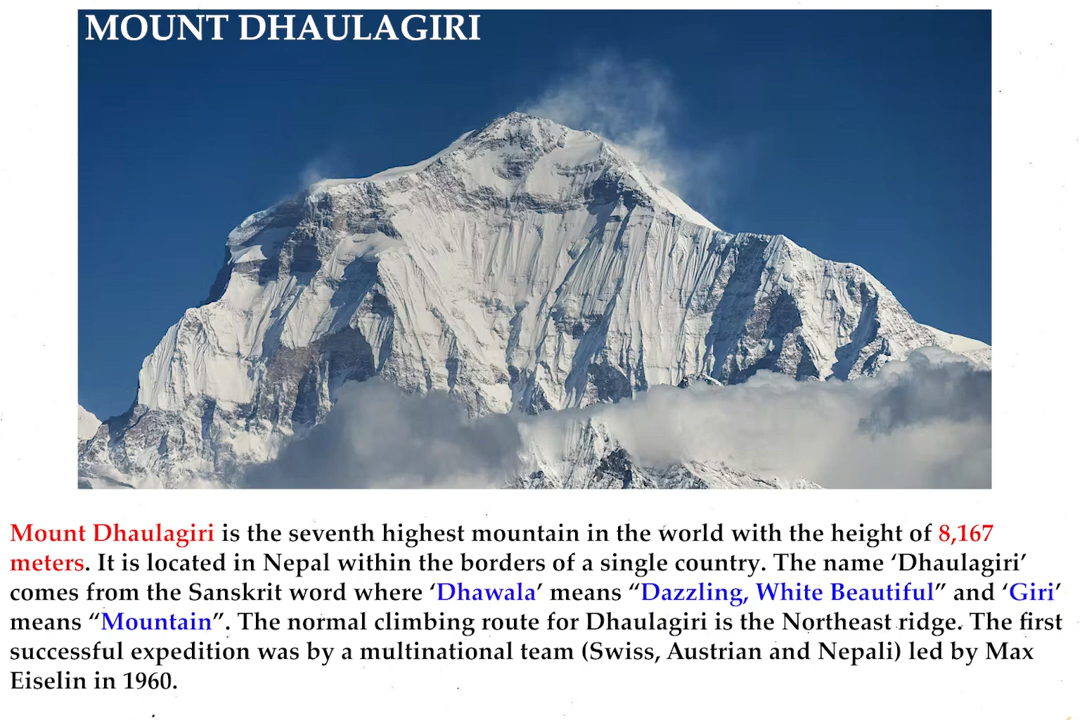 MOUNT DHAULAGIRI
Mount Dhaulagiri is the seventh highest mountain in the world with the height of 8,167
meters. It is located in Nepal within the borders of a single country. The name ‘Dhaulagiri’
comes from the Sanskrit word where ‘Dhawala’ means “Dazzling, White Beautiful” and ‘Giri’
means “Mountain”. The normal climbing route for Dhaulagiri is the Northeast ridge. The first
successful expedition was by a multinational team (Swiss, Austrian and Nepali) led by Max
Eiselin in 1960.